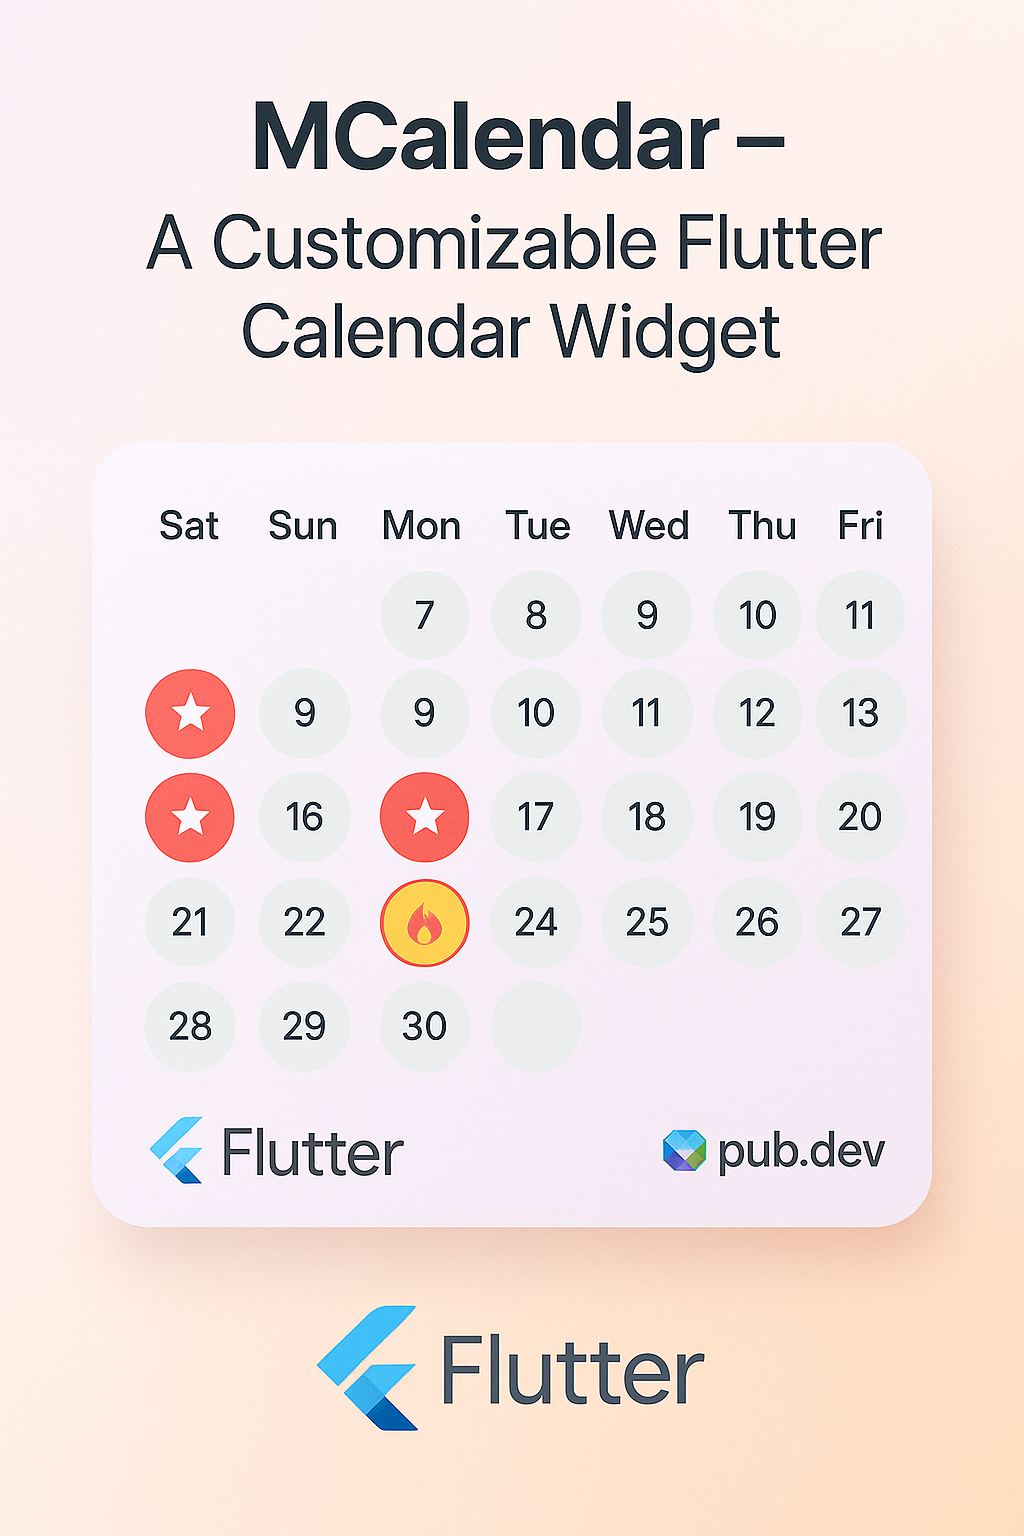 MCalendar –
A Customizable Flutter
Calendar Widget
Sat Sun Mon Tue Wed Thu Fri
7 8 9 10 11
9 9 10 11 12 13
16 17 18 19 20
21 22 24 25 26 27
28 29 30
Flutter pub.dev
Flutter